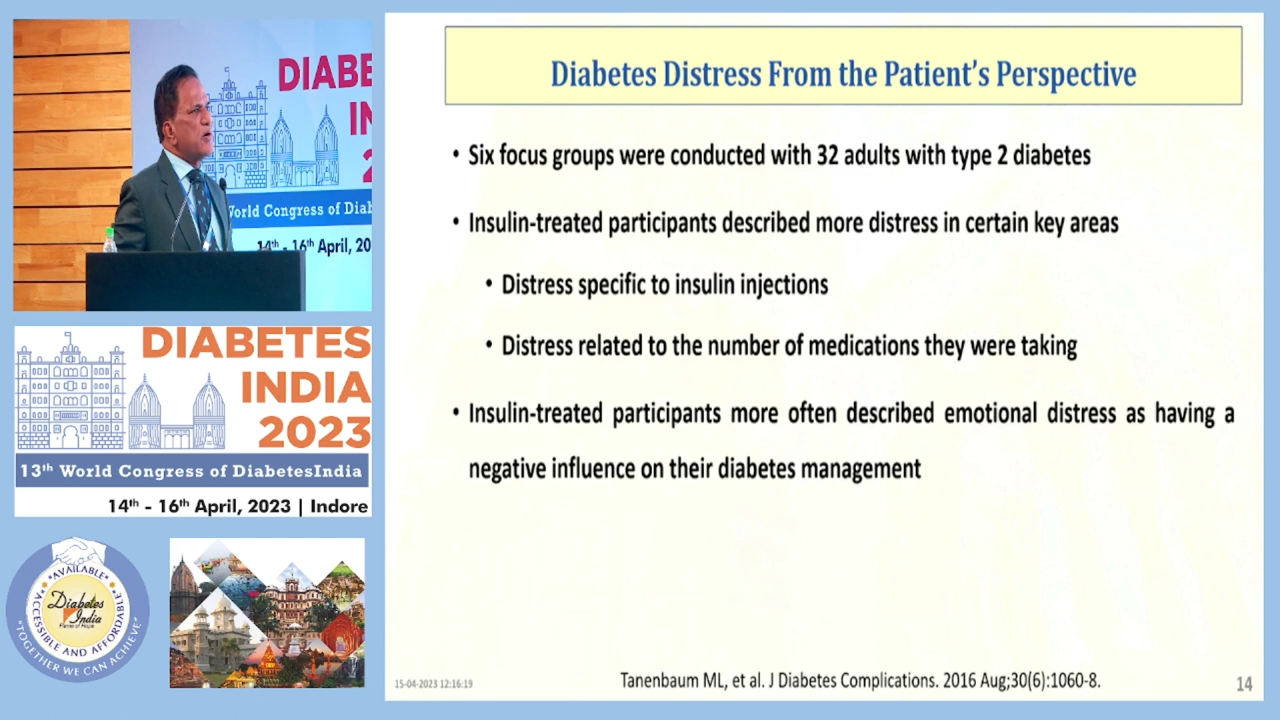 DIABE
IN
2
World Congress of Diab
14th - 16th April, 20
DIABETES
INDIA
2023
13th World Congress of DiabetesIndia
14th - 16th April, 2023 | Indore
*AVAILABLE*
*ACCESSIBLE AND AFFORDABLE*
Diabetes
India
"TOGETHER WE CAN ACHIEVE"
Diabetes Distress From the Patient's Perspective
• Six focus groups were conducted with 32 adults with type 2 diabetes
• Insulin-treated participants described more distress in certain key areas
• Distress specific to insulin injections
• Distress related to the number of medications they were taking
• Insulin-treated participants more often described emotional distress as having a
negative influence on their diabetes management
15-04-2023 12:16:19
Tanenbaum ML, et al. J Diabetes Complications. 2016 Aug;30(6):1060-8.
14